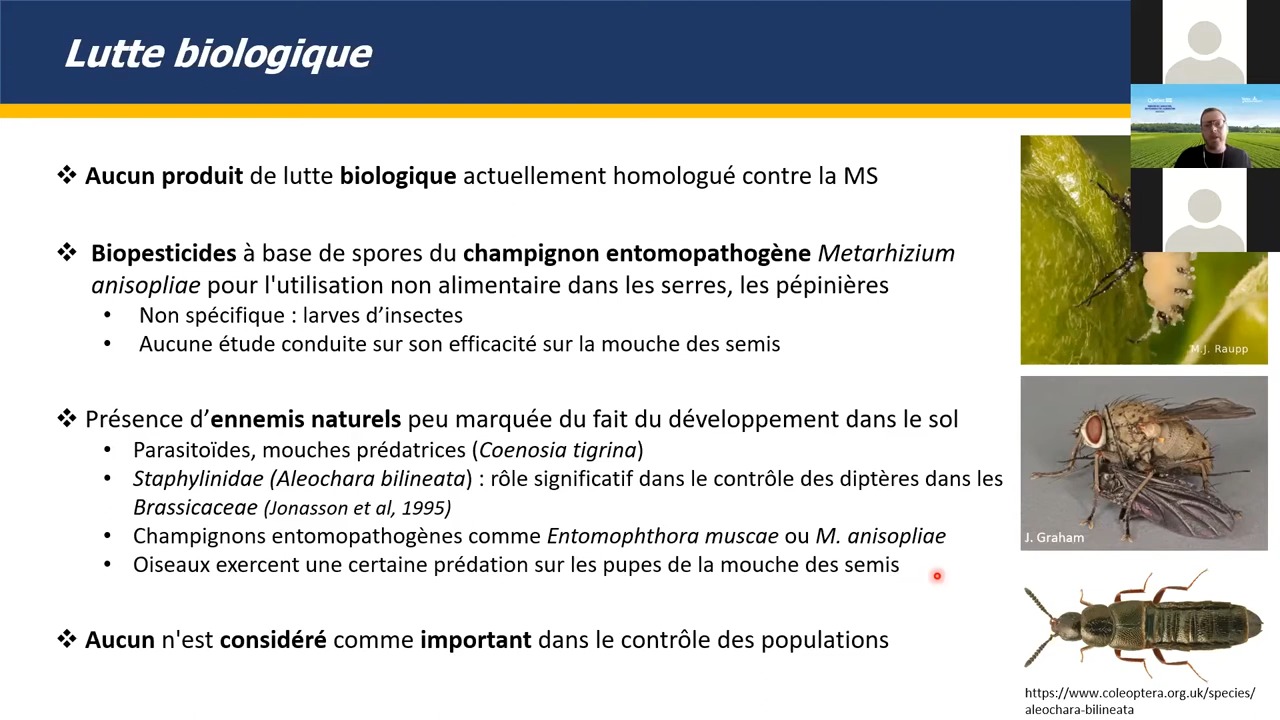 Lutte biologique
❖ Aucun produit de lutte biologique actuellement homologué contre la MS
❖ Biopesticides à base de spores du champignon entomopathogène Metarhizium
anisopliae pour l'utilisation non alimentaire dans les serres, les pépinières
• Non spécifique : larves d’insectes
• Aucune étude conduite sur son efficacité sur la mouche des semis
❖ Présence d’ennemis naturels peu marquée du fait du développement dans le sol
• Parasitoïdes, mouches prédatrices (Coenosia tigrina)
• Staphylinidae (Aleochara bilineata) : rôle significatif dans le contrôle des diptères dans les
Brassicaceae (Jonasson et al, 1995)
• Champignons entomopathogènes comme Entomophthora muscae ou M. anisopliae
• Oiseaux exercent une certaine prédation sur les pupes de la mouche des semis
❖ Aucun n'est considéré comme important dans le contrôle des populations
M.J. Raupp
J. Graham
https://www.coleoptera.org.uk/species/
aleochara-bilineata